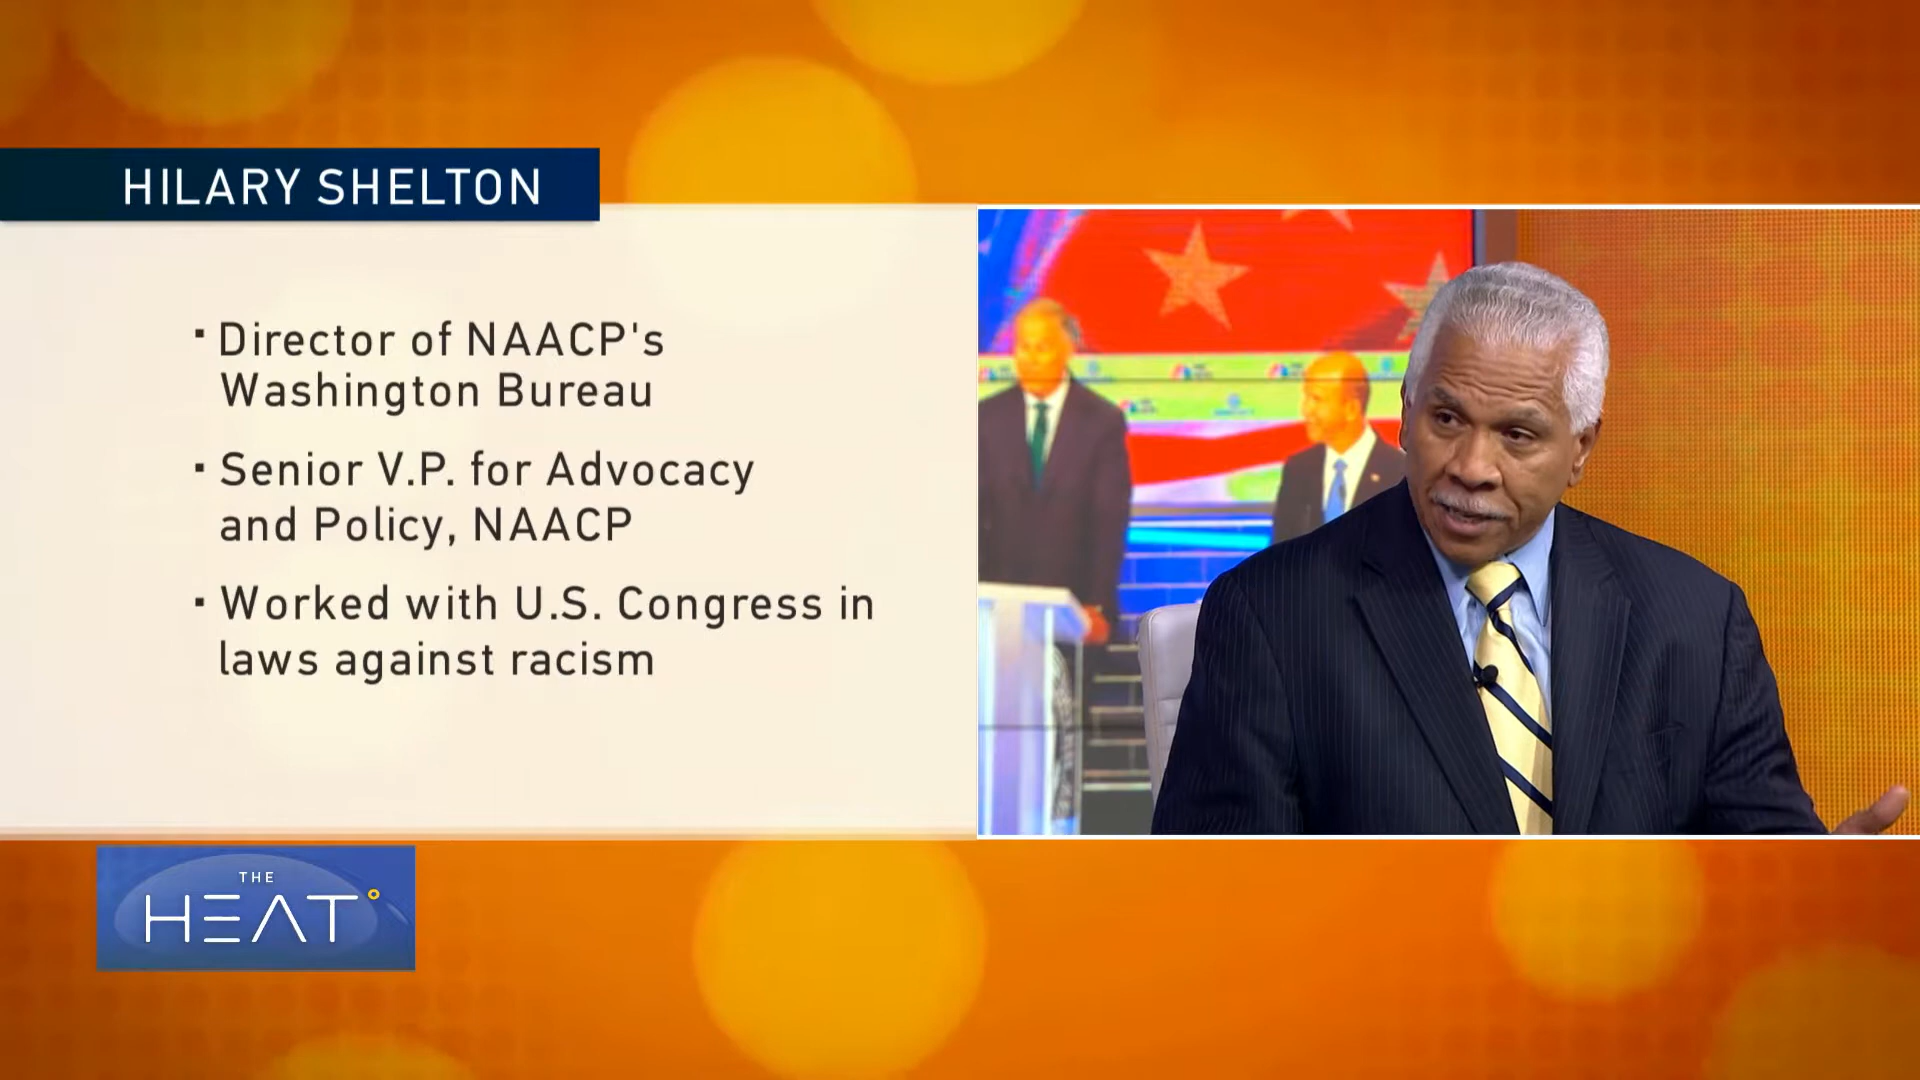 HILARY SHELTON
▪ Director of NAACP's
Washington Bureau
▪ Senior V.P. for Advocacy
and Policy, NAACP
▪ Worked with U.S. Congress in
laws against racism
THE
HEAT°